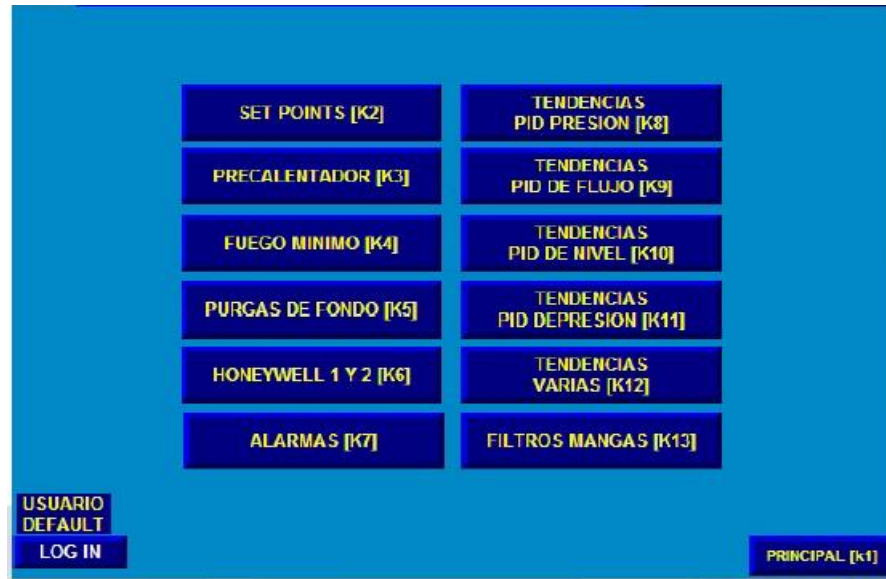 SET POINTS [K2]
PRECALENTADOR [K3]
FUEGO MINIMO [K4]
PURGAS DE FONDO [K5]
HONEYWELL 1 Y 2 [K6]
ALARMAS [K7]
TENDENCIAS
PID PRESION [K8]
TENDENCIAS
PID DE FLUJO [K9]
TENDENCIAS
PID DE NIVEL [K10]
TENDENCIAS
PID DEPRESION [K11]
TENDENCIAS
VARIAS [K12]
FILTROS MANGAS [K13]
USUARIO
DEFAULT
LOG IN
PRINCIPAL [k1]